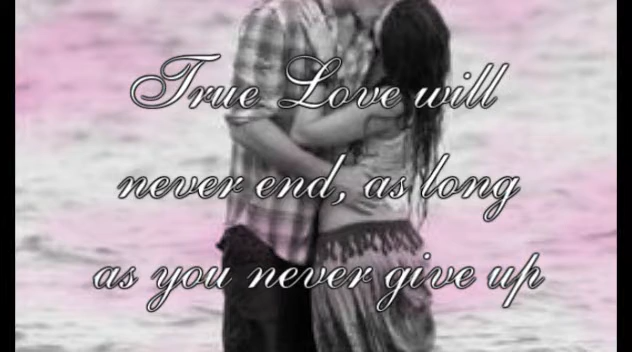 True Love will
never end, as long
as you never give up